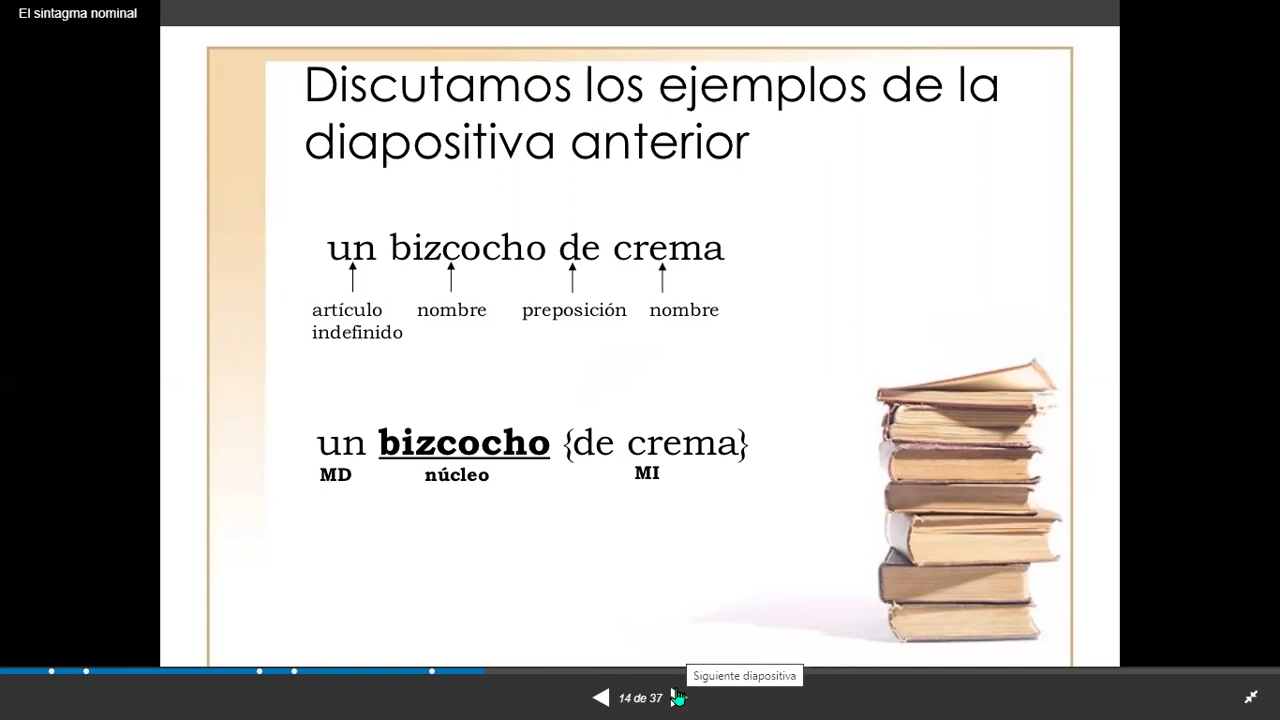 El sintagma nominal
Discutamos los ejemplos de la
diapositiva anterior
un bizcocho de crema
artículo nombre preposición nombre
indefinido
un bizcocho {de crema}
MD núcleo MI
Siguiente diapositiva
14 de 37